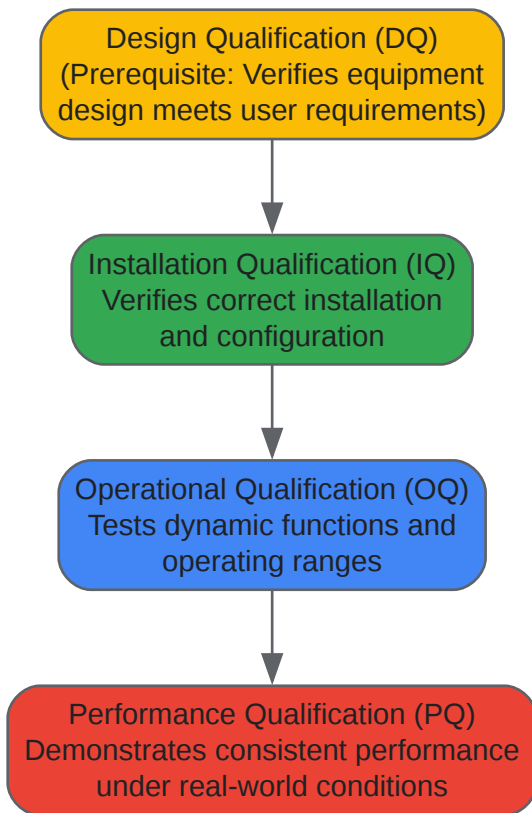 Design Qualification (DQ)
(Prerequisite: Verifies equipment
design meets user requirements)
Installation Qualification (IQ)
Verifies correct installation
and configuration
Operational Qualification (OQ)
Tests dynamic functions and
operating ranges
Performance Qualification (PQ)
Demonstrates consistent performance
under real-world conditions